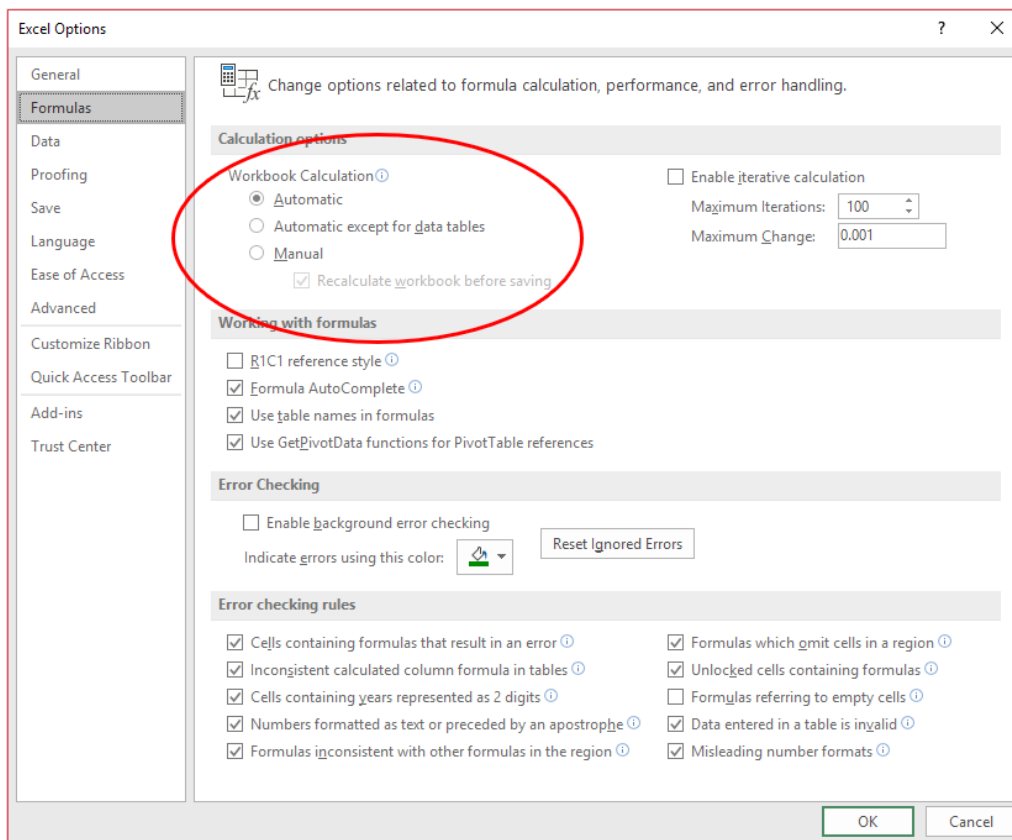 Excel Options
?
General
Formulas
Data
Proofing
Save
Language
Ease of Access
Advanced
Customize Ribbon
Quick Access Toolbar
Add-ins
Trust Center
fx Change options related to formula calculation, performance, and error handling.
Calculation options
Workbook Calculation
Automatic
Automatic except for data tables
Manual
Recalculate workbook before saving
Enable iterative calculation
Maximum Iterations: 100
Maximum Change: 0.001
Working with formulas
R1C1 reference style
Formula AutoComplete
Use table names in formulas
Use GetPivotData functions for PivotTable references
Error Checking
Enable background error checking
Indicate errors using this color:
Reset Ignored Errors
Error checking rules
Cells containing formulas that result in an error
Inconsistent calculated column formula in tables
Cells containing years represented as 2 digits
Numbers formatted as text or preceded by an apostrophe
Formulas inconsistent with other formulas in the region
Formulas which omit cells in a region
Unlocked cells containing formulas
Formulas referring to empty cells
Data entered in a table is invalid
Misleading number formats
OK
Cancel